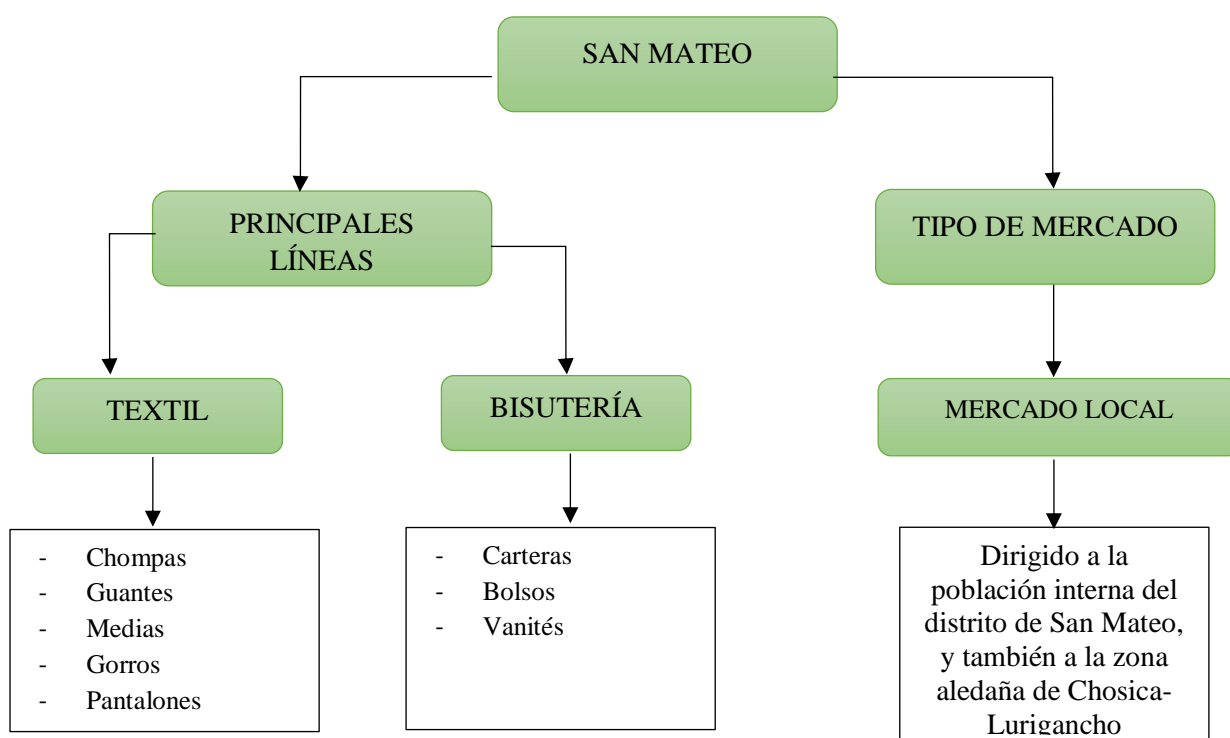 SAN MATEO
PRINCIPALES
LÍNEAS
TIPO DE MERCADO
TEXTIL
BISUTERÍA
MERCADO LOCAL
- Chompas
- Guantes
- Medias
- Gorros
- Pantalones
- Carteras
- Bolsos
- Vanités
Dirigido a la
población interna del
distrito de San Mateo,
y también a la zona
aledaña de Chosica-
Lurigancho